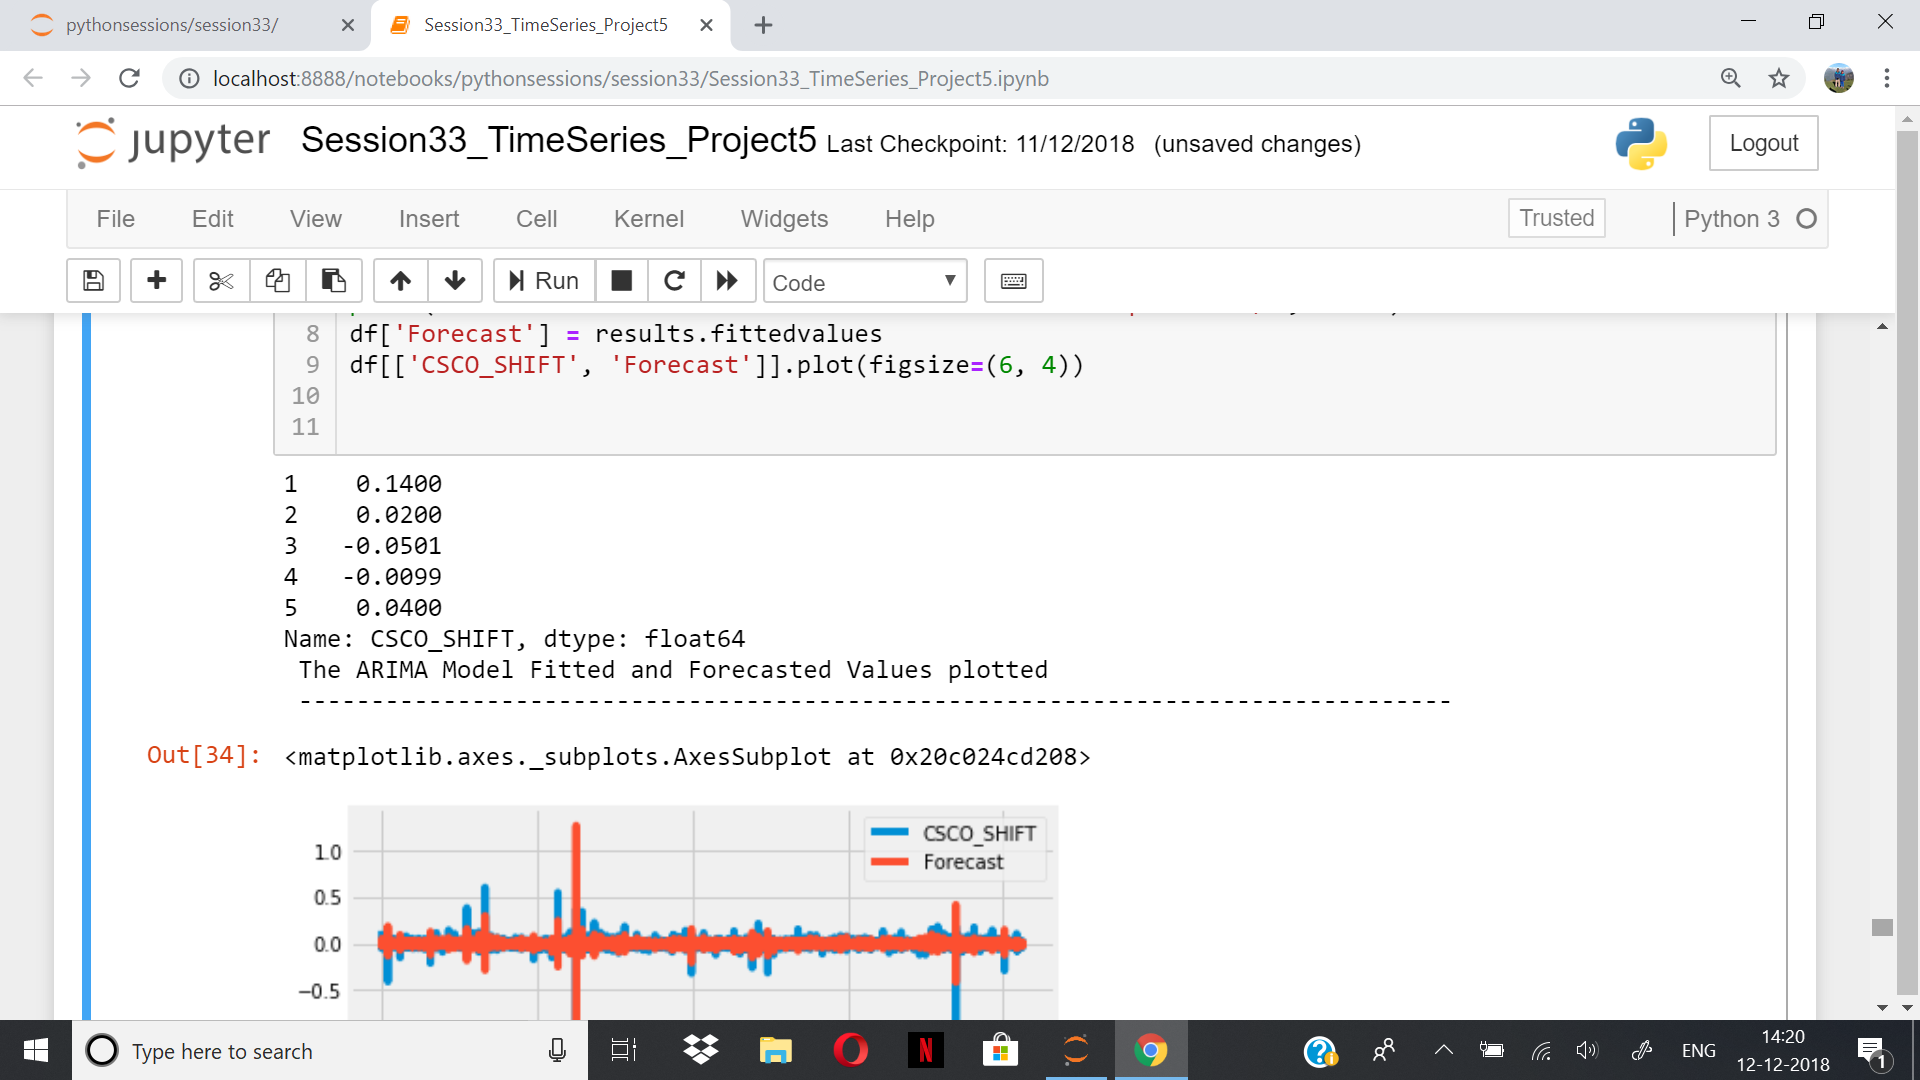 pythonsessions/session33/
Session33_TimeSeries_Project5
localhost:8888/notebooks/pythonsessions/session33/Session33_TimeSeries_Project5.ipynb
jupyter Session33_TimeSeries_Project5 Last Checkpoint: 11/12/2018 (unsaved changes)
Logout
File Edit View Insert Cell Kernel Widgets Help
Trusted
Python 3
Run
Code
8 df['Forecast'] = results.fittedvalues
9 df[['CSCO_SHIFT', 'Forecast']].plot(figsize=(6, 4))
10
11
1 0.1400
2 0.0200
3 -0.0501
4 -0.0099
5 0.0400
Name: CSCO_SHIFT, dtype: float64
The ARIMA Model Fitted and Forecasted Values plotted
--------------------------------------------------------------------------------
Out[34]: <matplotlib.axes._subplots.AxesSubplot at 0x20c024cd208>
CSCO_SHIFT
Forecast
1.0
0.5
0.0
−0.5
Type here to search
N
ENG
14:20
12-12-2018
1